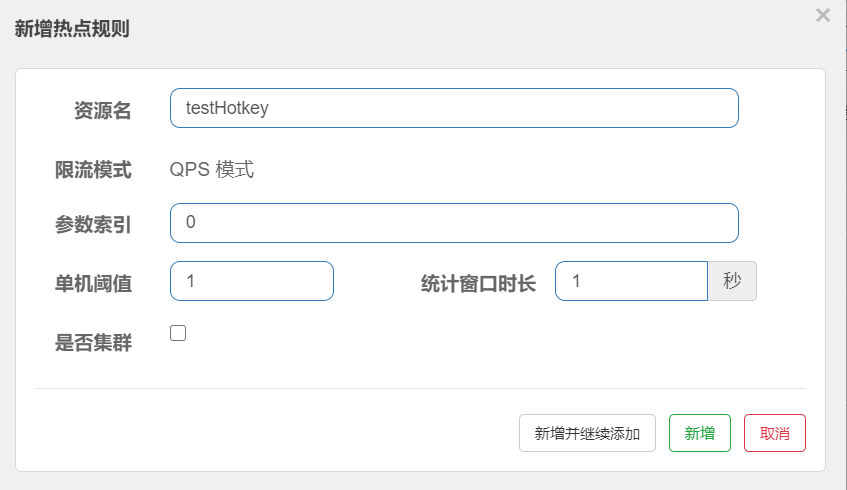 新增热点规则
×
资源名 testHotkey
限流模式 QPS 模式
参数索引 0
单机阈值 1 统计窗口时长 1 秒
是否集群
新增并继续添加 新增 取消